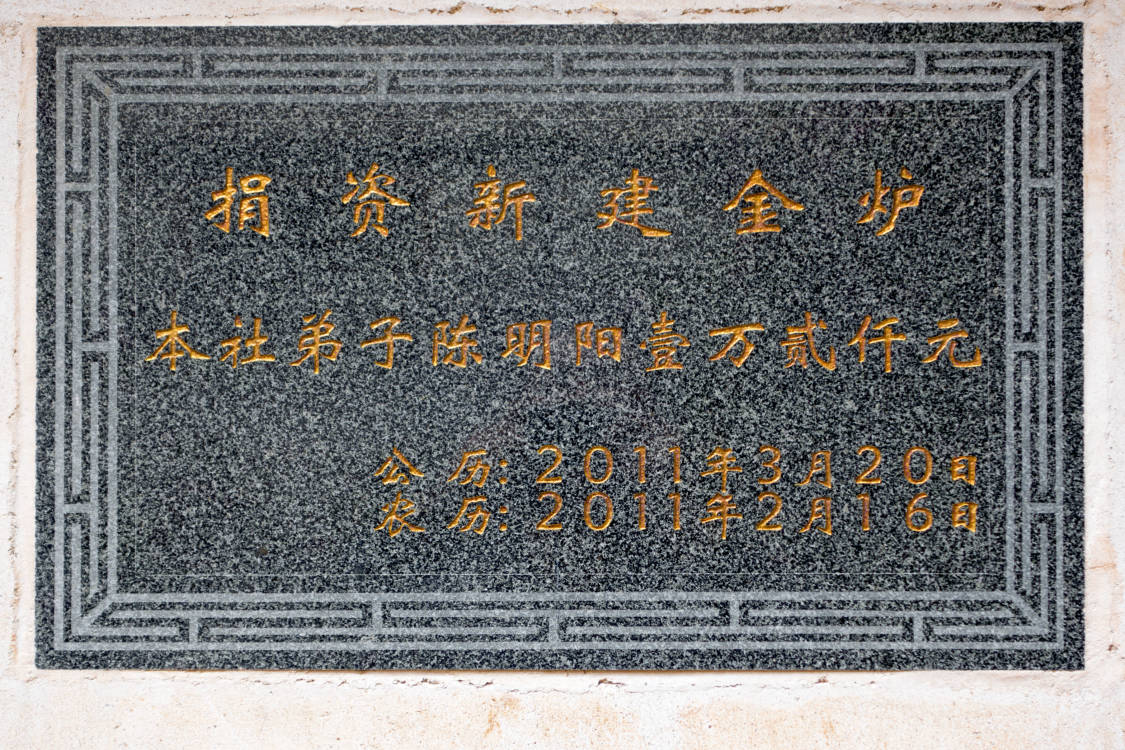 捐资新建金炉
本社弟子陈明阳壹万贰仟元
公历: 2011年3月20日
农历: 2011年2月16日